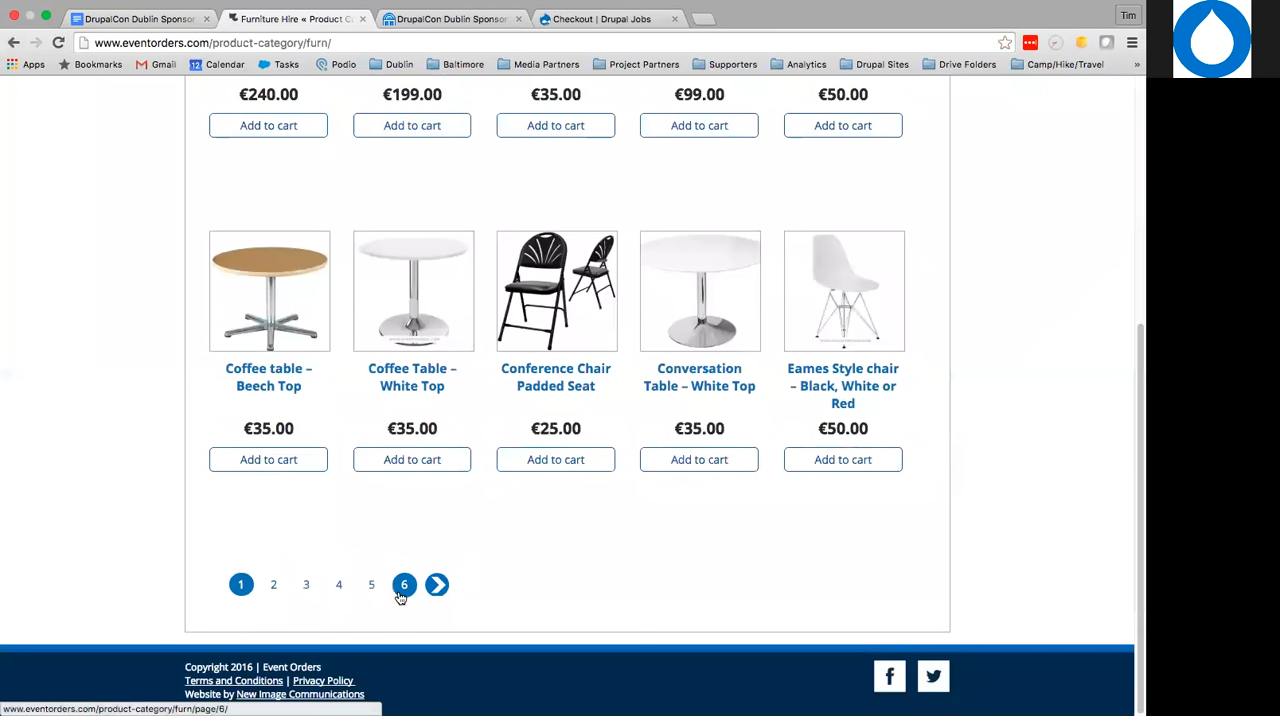 DrupalCon Dublin Sponsor
Furniture Hire « Product C
DrupalCon Dublin Sponsor
Checkout | Drupal Jobs
Tim
www.eventorders.com/product-category/furn/
Apps
Bookmarks
Gmail
12
Calendar
Tasks
Podio
Dublin
Baltimore
Media Partners
Project Partners
Supporters
Analytics
Drupal Sites
Drive Folders
Camp/Hike/Travel
»
€240.00
€199.00
€35.00
€99.00
€50.00
Add to cart
Add to cart
Add to cart
Add to cart
Add to cart
Coffee table –
Beech Top
Coffee Table –
White Top
Conference Chair
Padded Seat
Conversation
Table – White Top
Eames Style chair
– Black, White or
Red
€35.00
€35.00
€25.00
€35.00
€50.00
Add to cart
Add to cart
Add to cart
Add to cart
Add to cart
1 2 3 4 5 6
Copyright 2016 | Event Orders
Terms and Conditions | Privacy Policy
Website by New Image Communications
www.eventorders.com/product-category/furn/page/6/